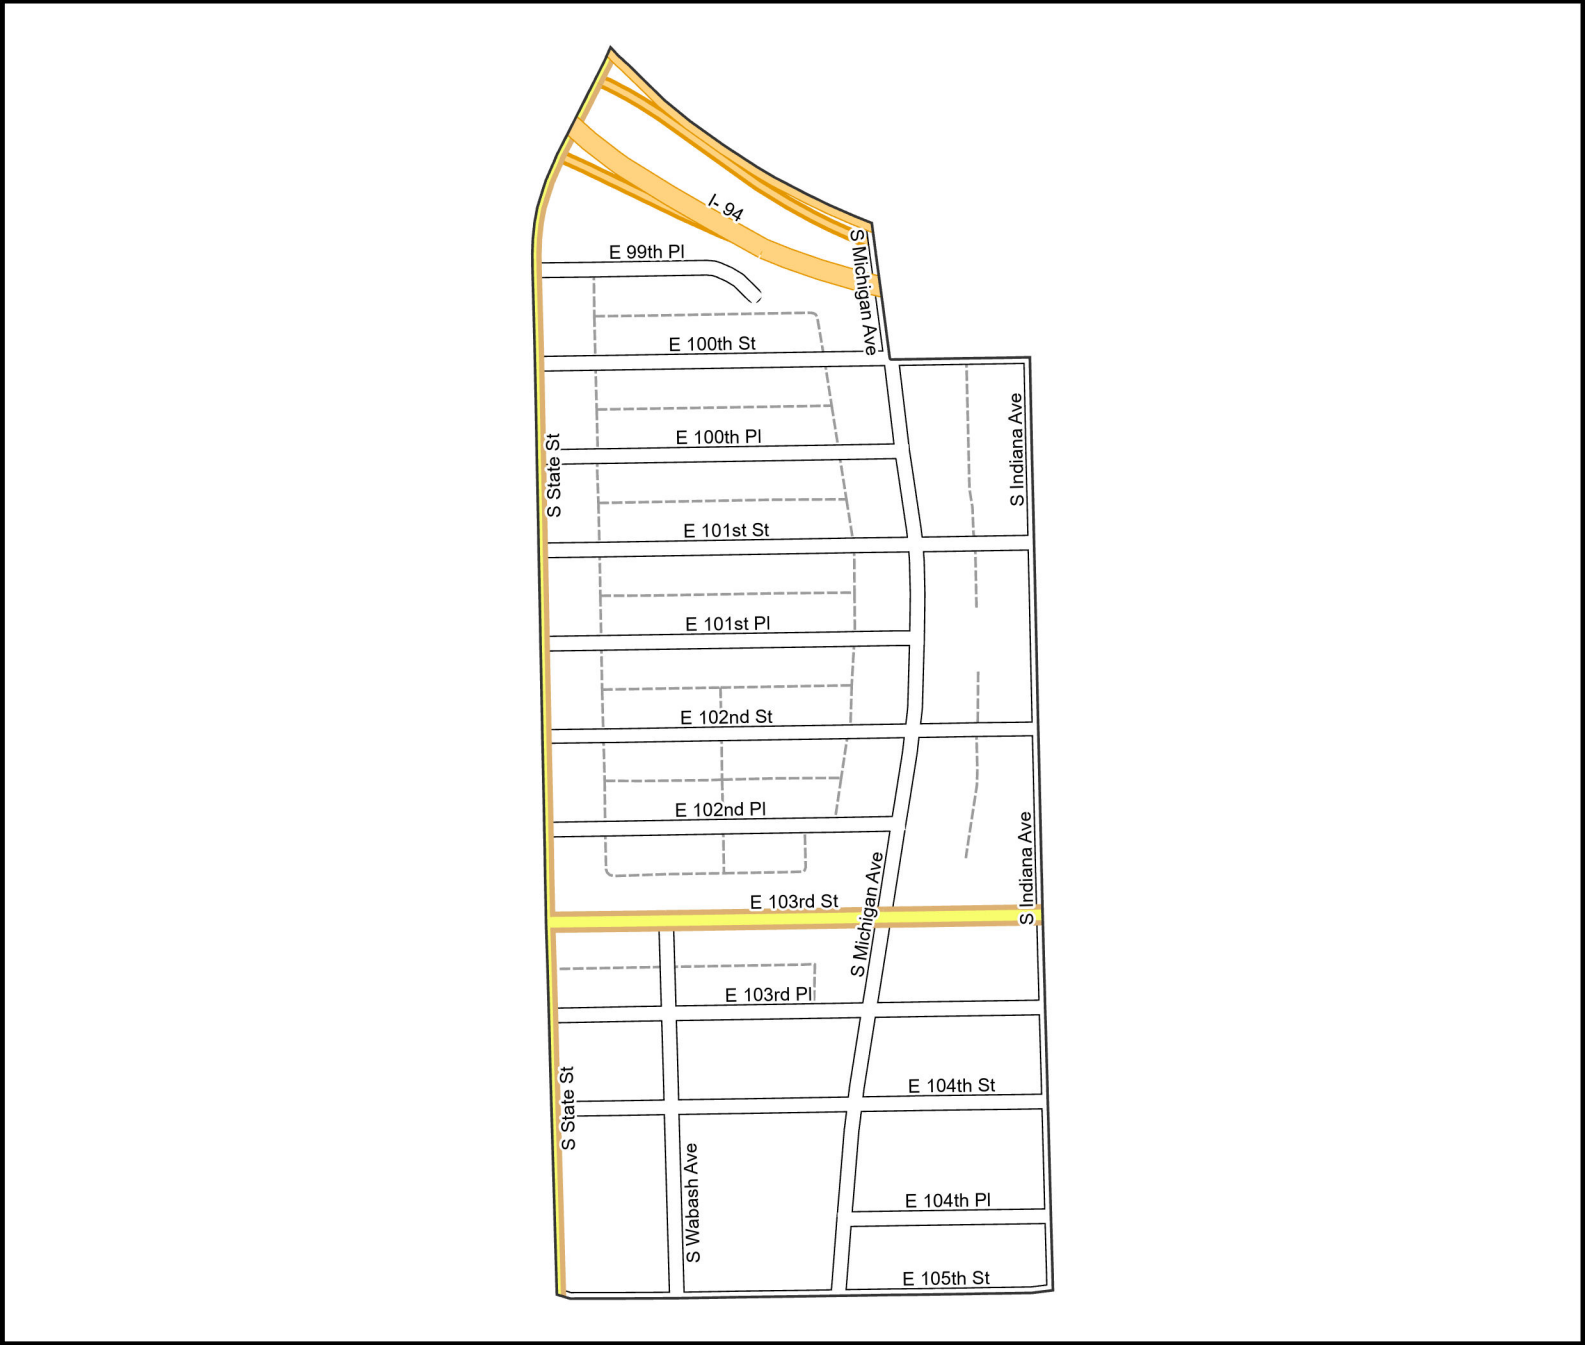 I- 94
S Michigan Ave
E 99th Pl
E 100th St
S Indiana Ave
E 100th Pl
S State St
E 101st St
E 101st Pl
E 102nd St
E 102nd Pl
S Indiana Ave
E 103rd St
S Michigan Ave
E 103rd Pl
S State St
E 104th St
S Wabash Ave
E 104th Pl
E 105th St